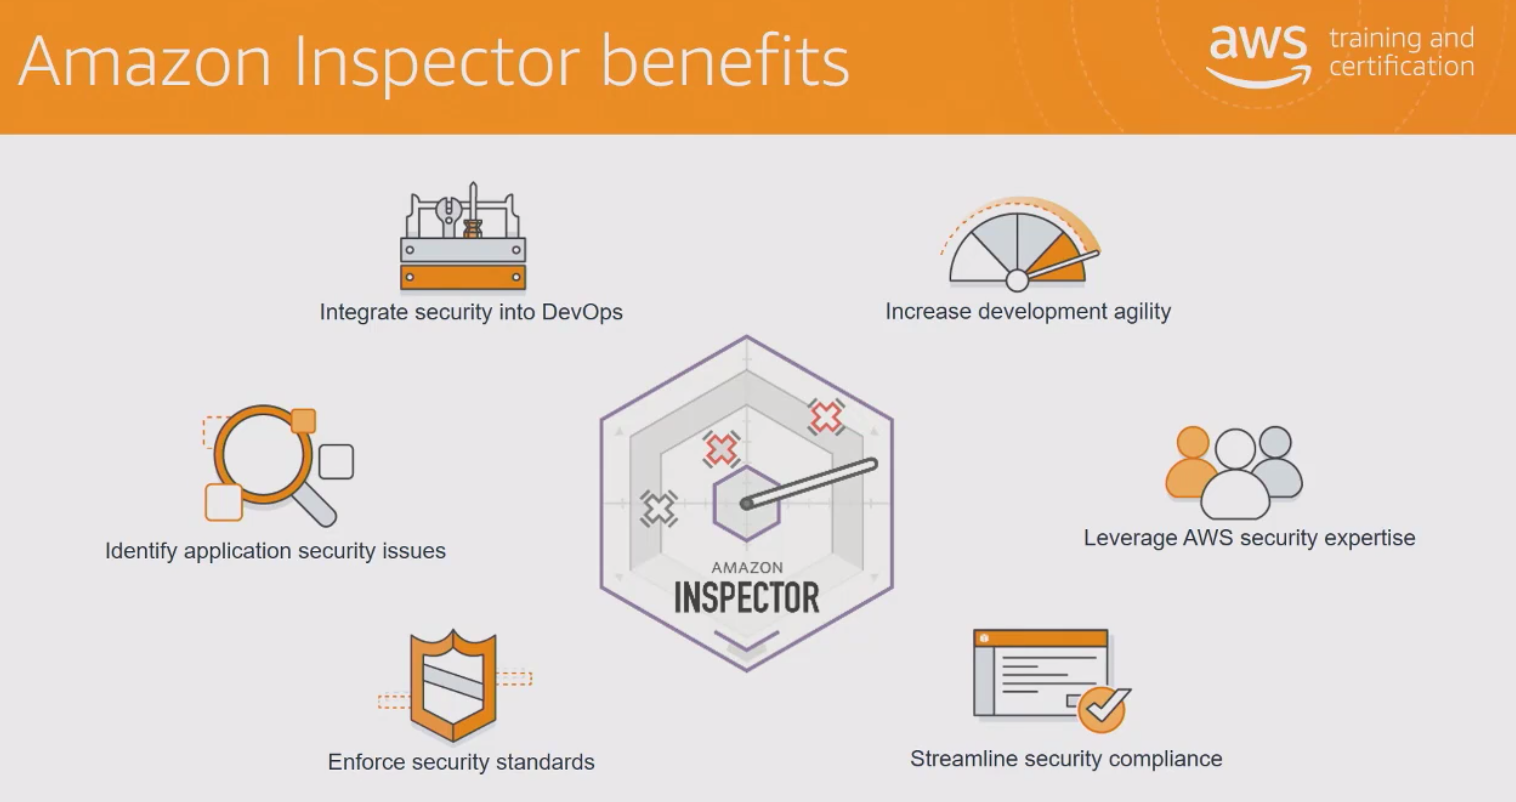 Amazon Inspector benefits
aws training and
certification
Integrate security into DevOps
Increase development agility
Identify application security issues
Leverage AWS security expertise
AMAZON
INSPECTOR
Enforce security standards
Streamline security compliance